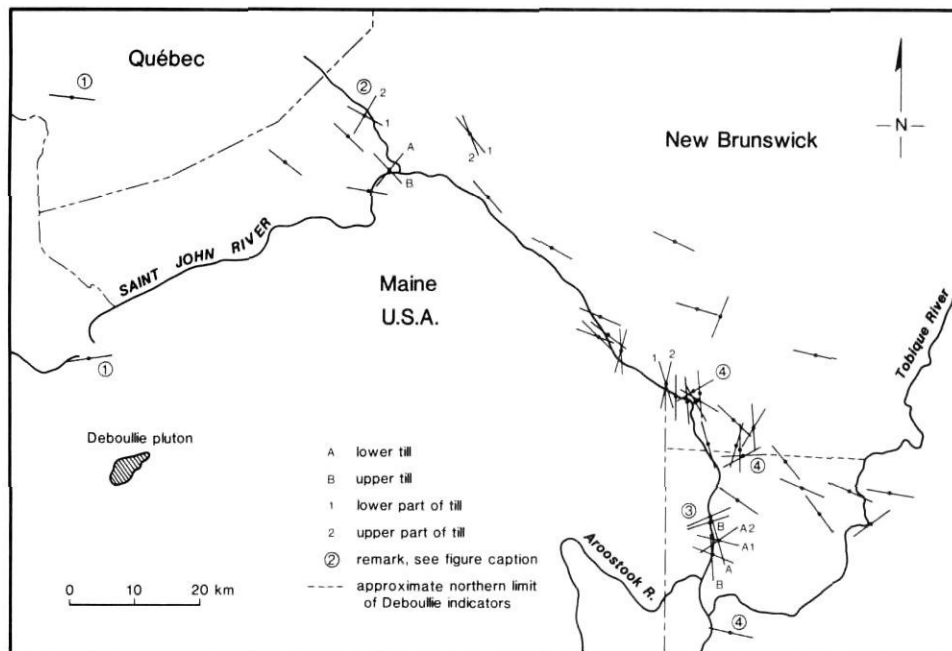 Québec
①
②
2
1
N
New Brunswick
A
B
1
2
SAINT JOHN RIVER
Maine
U.S.A.
Tobique River
①
1
2
④
Deboullie pluton
④
③
B
A2
A1
A
B
Aroostook R.
④
A lower till
B upper till
1 lower part of till
2 upper part of till
② remark, see figure caption
approximate northern limit
of Deboullie indicators
0 10 20 km